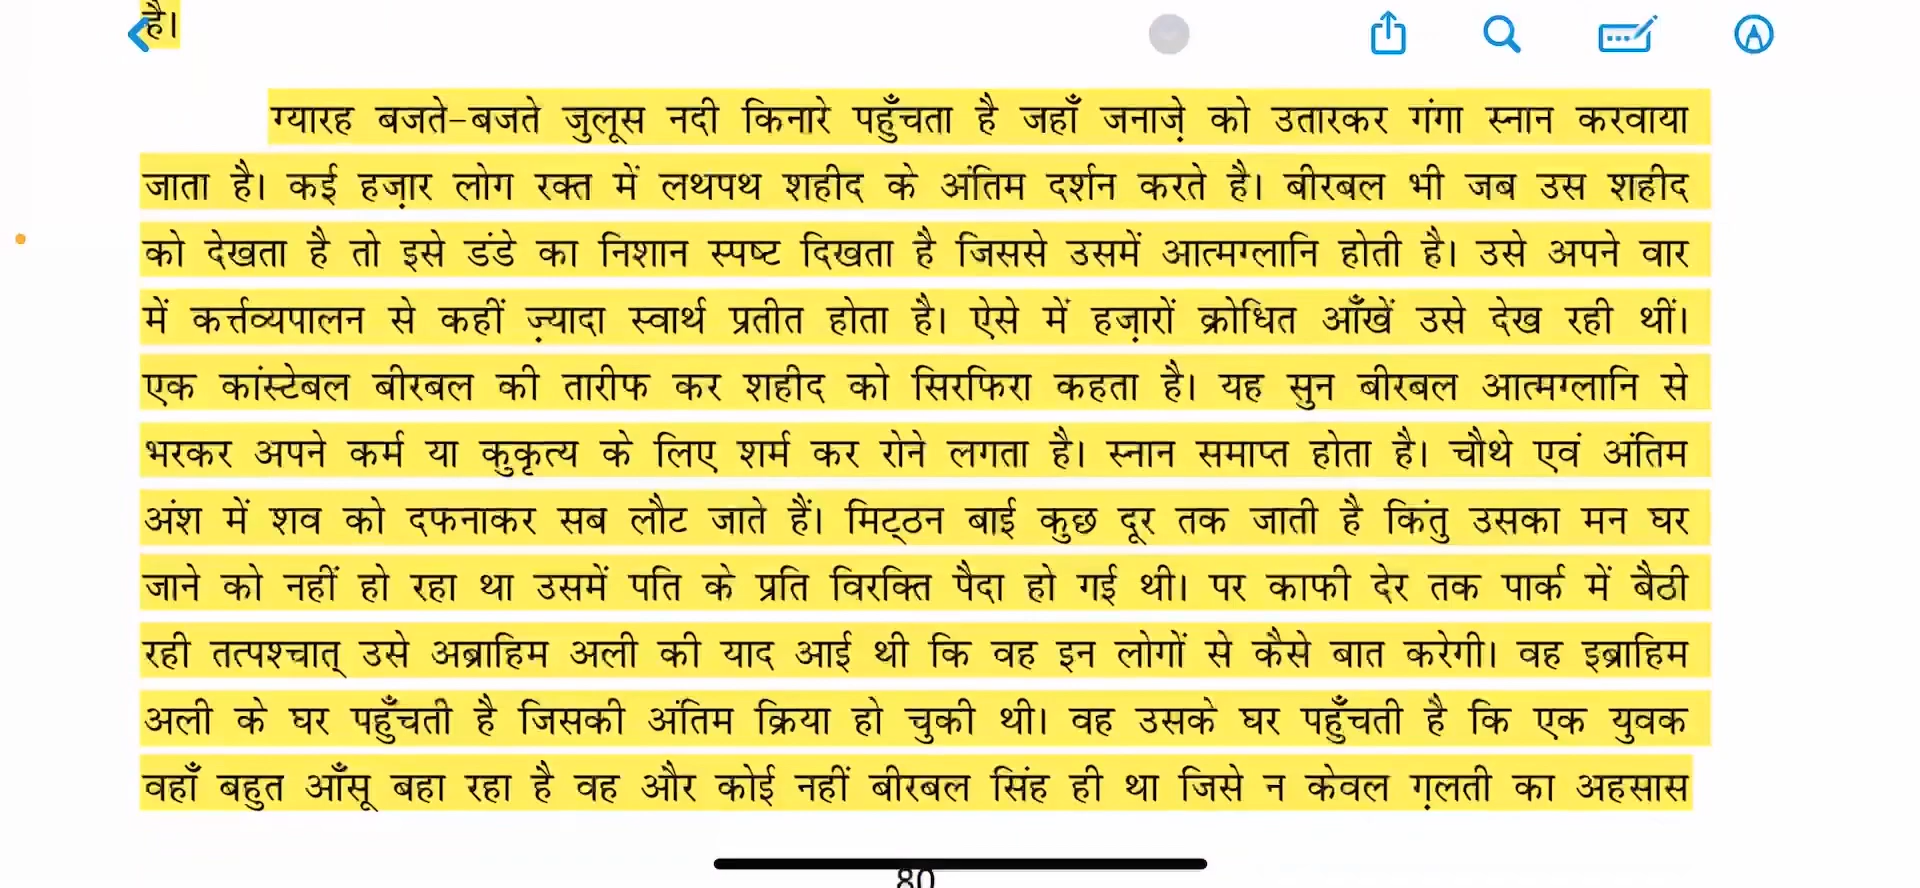 है।
ग्यारह बजते-बजते जुलूस नदी किनारे पहुँचता है जहाँ जनाज़े को उतारकर गंगा स्नान करवाया
जाता है। कई हज़ार लोग रक्त में लथपथ शहीद के अंतिम दर्शन करते है। बीरबल भी जब उस शहीद
को देखता है तो इसे डंडे का निशान स्पष्ट दिखता है जिससे उसमें आत्मग्लानि होती है। उसे अपने वार
में कर्त्तव्यपालन से कहीं ज़्यादा स्वार्थ प्रतीत होता है। ऐसे में हज़ारों क्रोधित आँखें उसे देख रही थीं।
एक कांस्टेबल बीरबल की तारीफ कर शहीद को सिरफिरा कहता है। यह सुन बीरबल आत्मग्लानि से
भरकर अपने कर्म या कुकृत्य के लिए शर्म कर रोने लगता है। स्नान समाप्त होता है। चौथे एवं अंतिम
अंश में शव को दफनाकर सब लौट जाते हैं। मिट्ठन बाई कुछ दूर तक जाती है किंतु उसका मन घर
जाने को नहीं हो रहा था उसमें पति के प्रति विरक्ति पैदा हो गई थी। पर काफी देर तक पार्क में बैठी
रही तत्पश्चात् उसे अब्राहिम अली की याद आई थी कि वह इन लोगों से कैसे बात करेगी। वह इब्राहिम
अली के घर पहुँचती है जिसकी अंतिम क्रिया हो चुकी थी। वह उसके घर पहुँचती है कि एक युवक
वहाँ बहुत आँसू बहा रहा है वह और कोई नहीं बीरबल सिंह ही था जिसे न केवल ग़लती का अहसास
80